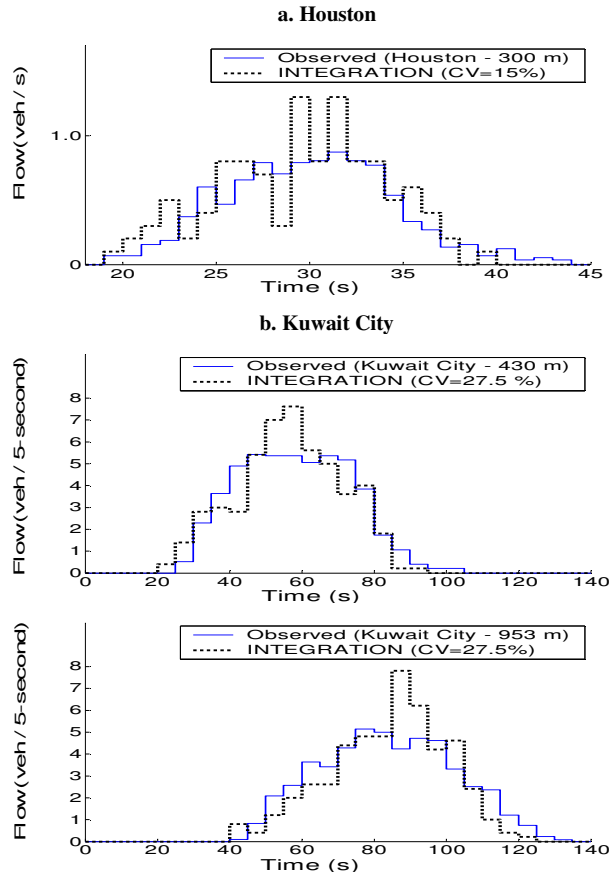 a. Houston
Observed (Houston - 300 m)
INTEGRATION (CV=15%)
Flow(veh/s)
1.0
0
20 25 30 35 40 45
Time (s)
b. Kuwait City
Observed (Kuwait City - 430 m)
INTEGRATION (CV=27.5 %)
Flow(veh/5-second)
8
7
6
5
4
3
2
1
0
0 20 40 60 80 100 120 140
Time (s)
Observed (Kuwait City - 953 m)
INTEGRATION (CV=27.5%)
Flow(veh/5-second)
8
7
6
5
4
3
2
1
0
0 20 40 60 80 100 120 140
Time (s)